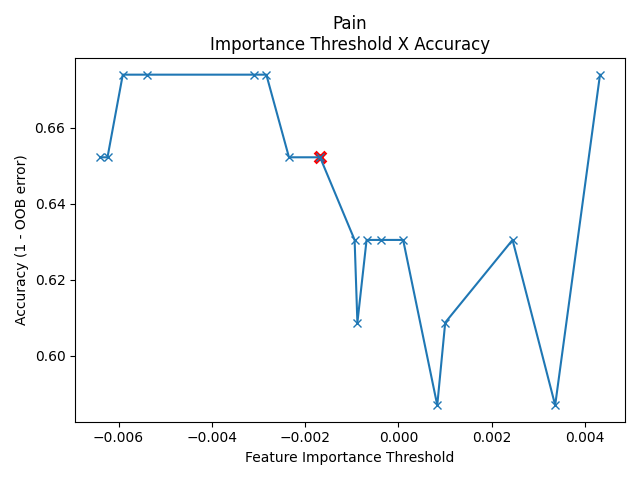 Pain
Importance Threshold X Accuracy
Accuracy (1 - OOB error)
0.66
0.64
0.62
0.60
−0.006 −0.004 −0.002 0.000 0.002 0.004
Feature Importance Threshold